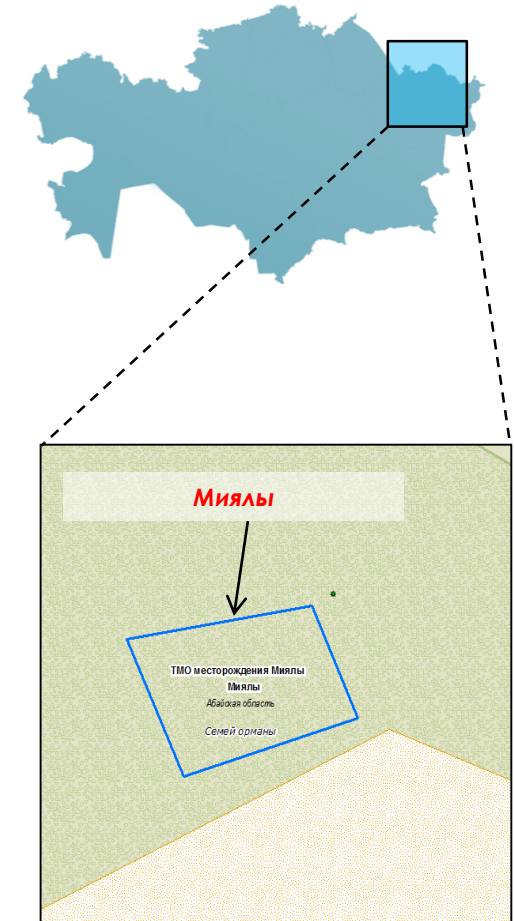 Миялы
ТМО месторождения Миялы
Миялы
Абайская область
Семей орманы